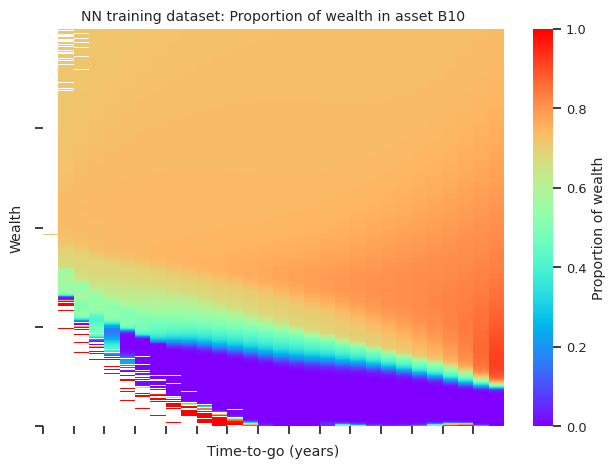 NN training dataset: Proportion of wealth in asset B10
Wealth
Time-to-go (years)
1.0
0.8
0.6
0.4
0.2
0.0
Proportion of wealth